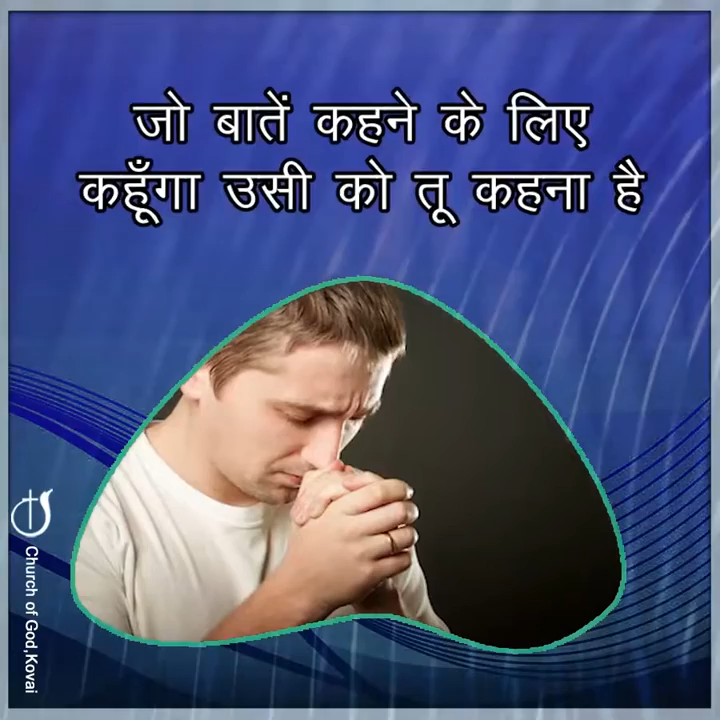 जो बातें कहने के लिए
कहूँगा उसी को तू कहना है
Church of God,Kovai